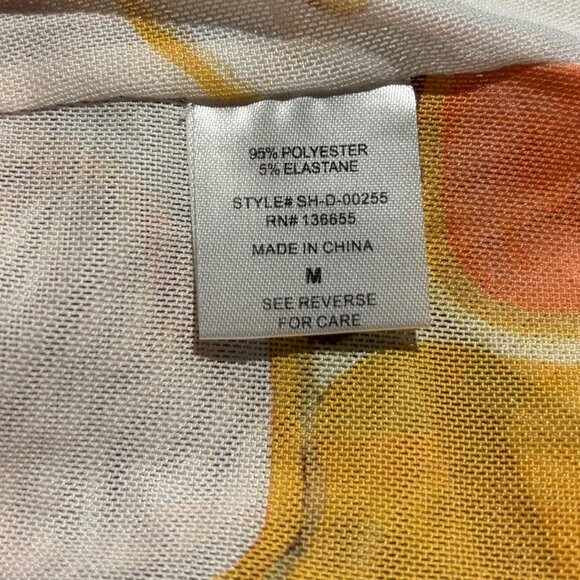 95% POLYESTER
5% ELASTANE
STYLE# SH-D-00255
RN# 136655
MADE IN CHINA
M
SEE REVERSE
FOR CARE